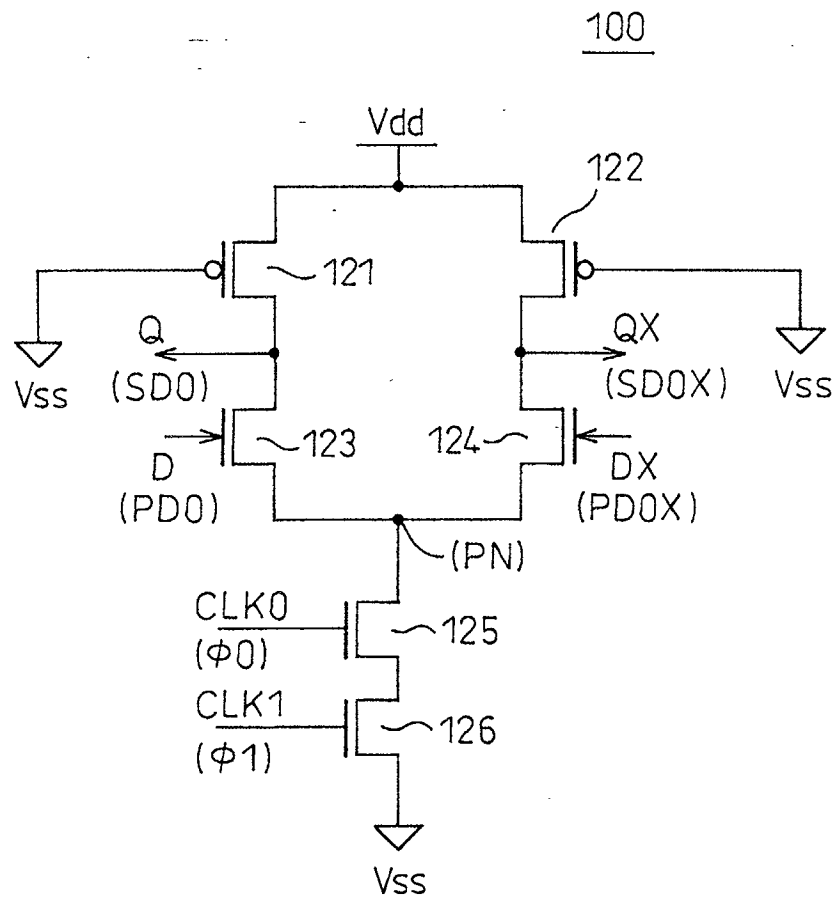 100
Vdd
122
121
Q
(SD0)
QX
(SD0X)
Vss
Vss
123
124
D
(PD0)
DX
(PD0X)
(PN)
CLK0
(Φ0)
125
CLK1
(Φ1)
126
Vss